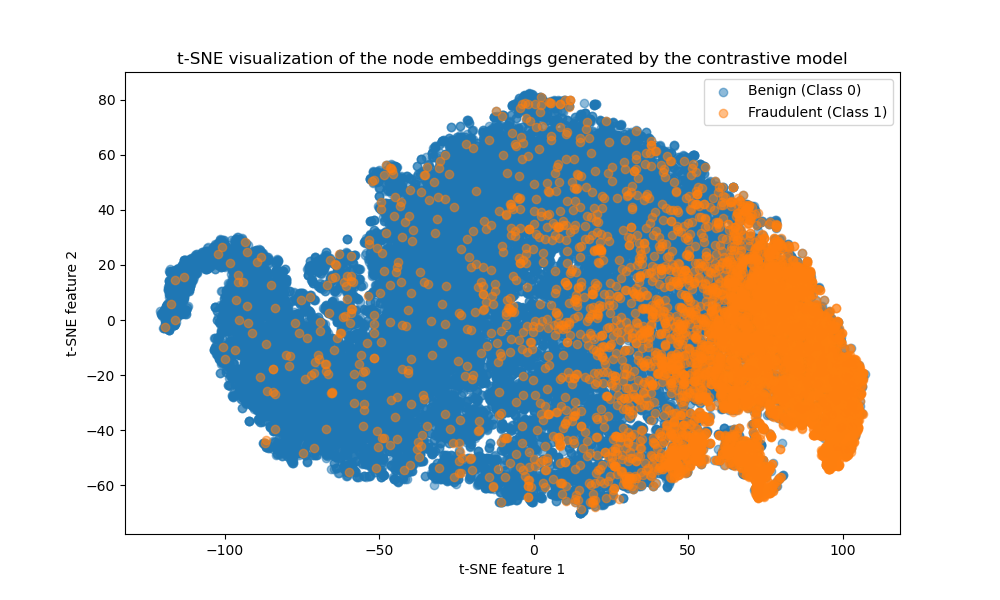 t-SNE visualization of the node embeddings generated by the contrastive model
Benign (Class 0)
Fraudulent (Class 1)
80
60
40
20
0
−20
−40
−60
t-SNE feature 2
−100 −50 0 50 100
t-SNE feature 1